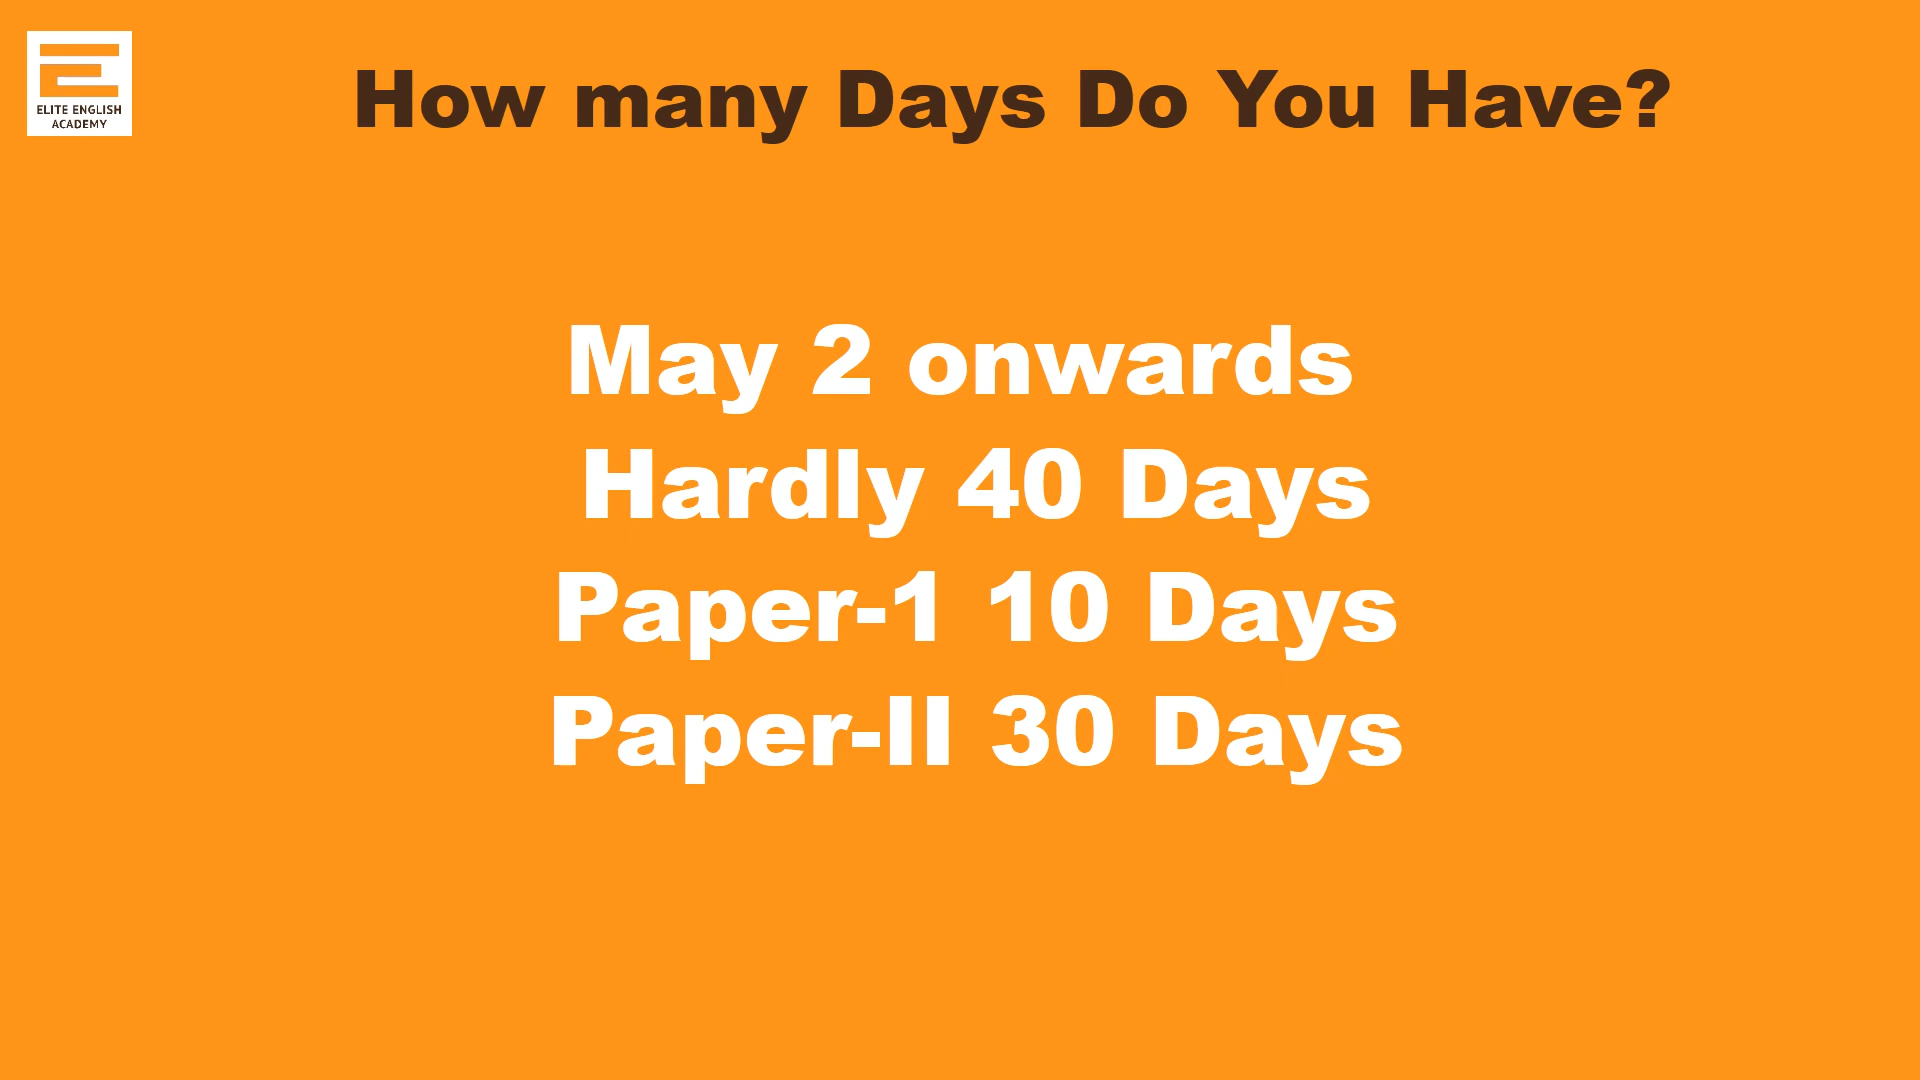 ELITE ENGLISH
ACADEMY
How many Days Do You Have?
May 2 onwards
Hardly 40 Days
Paper-1 10 Days
Paper-II 30 Days